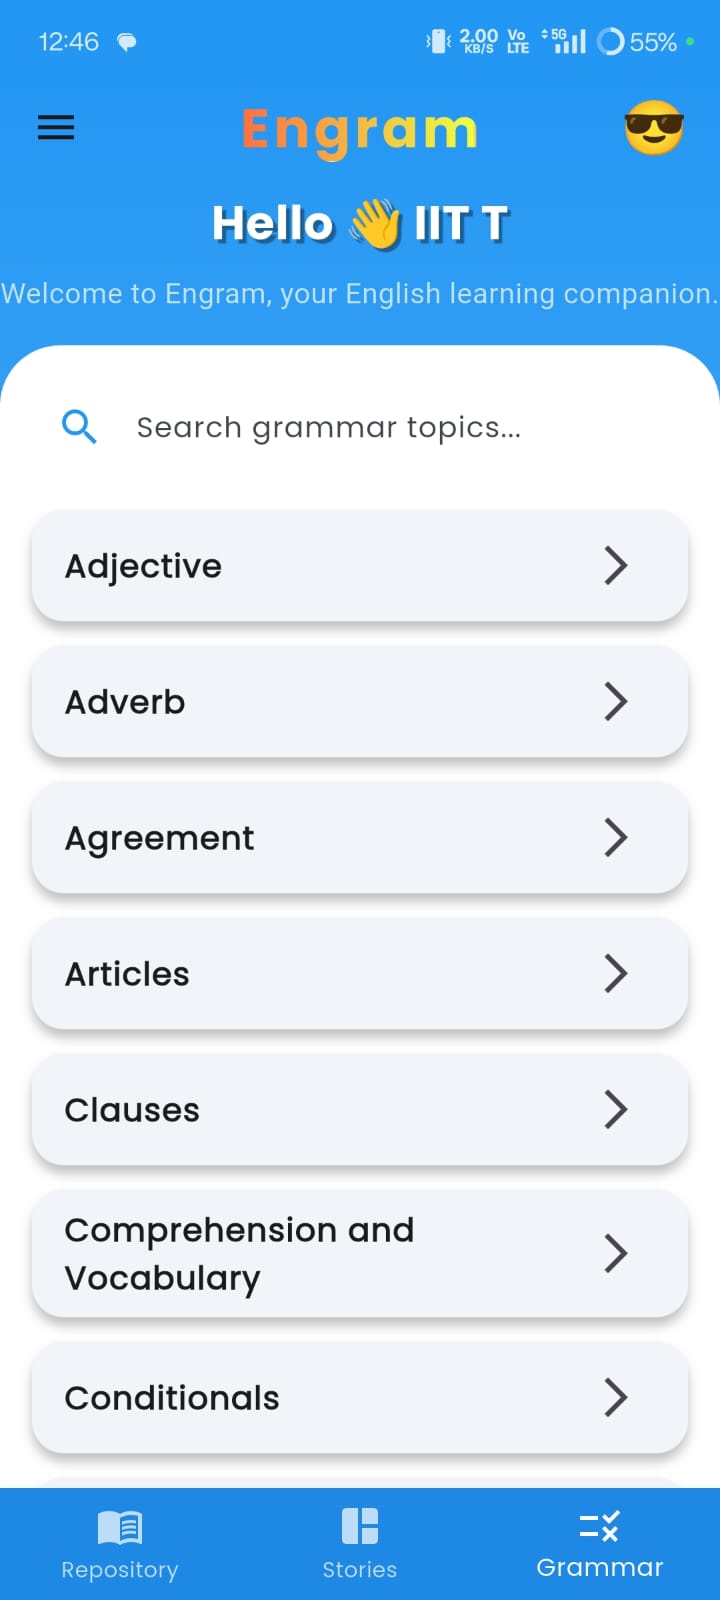 12:46 2.00 KB/S Vo LTE 5G 55%
Engram
Hello 👋 IIT T
Welcome to Engram, your English learning companion.
Search grammar topics...
Adjective
Adverb
Agreement
Articles
Clauses
Comprehension and
Vocabulary
Conditionals
Repository Stories Grammar